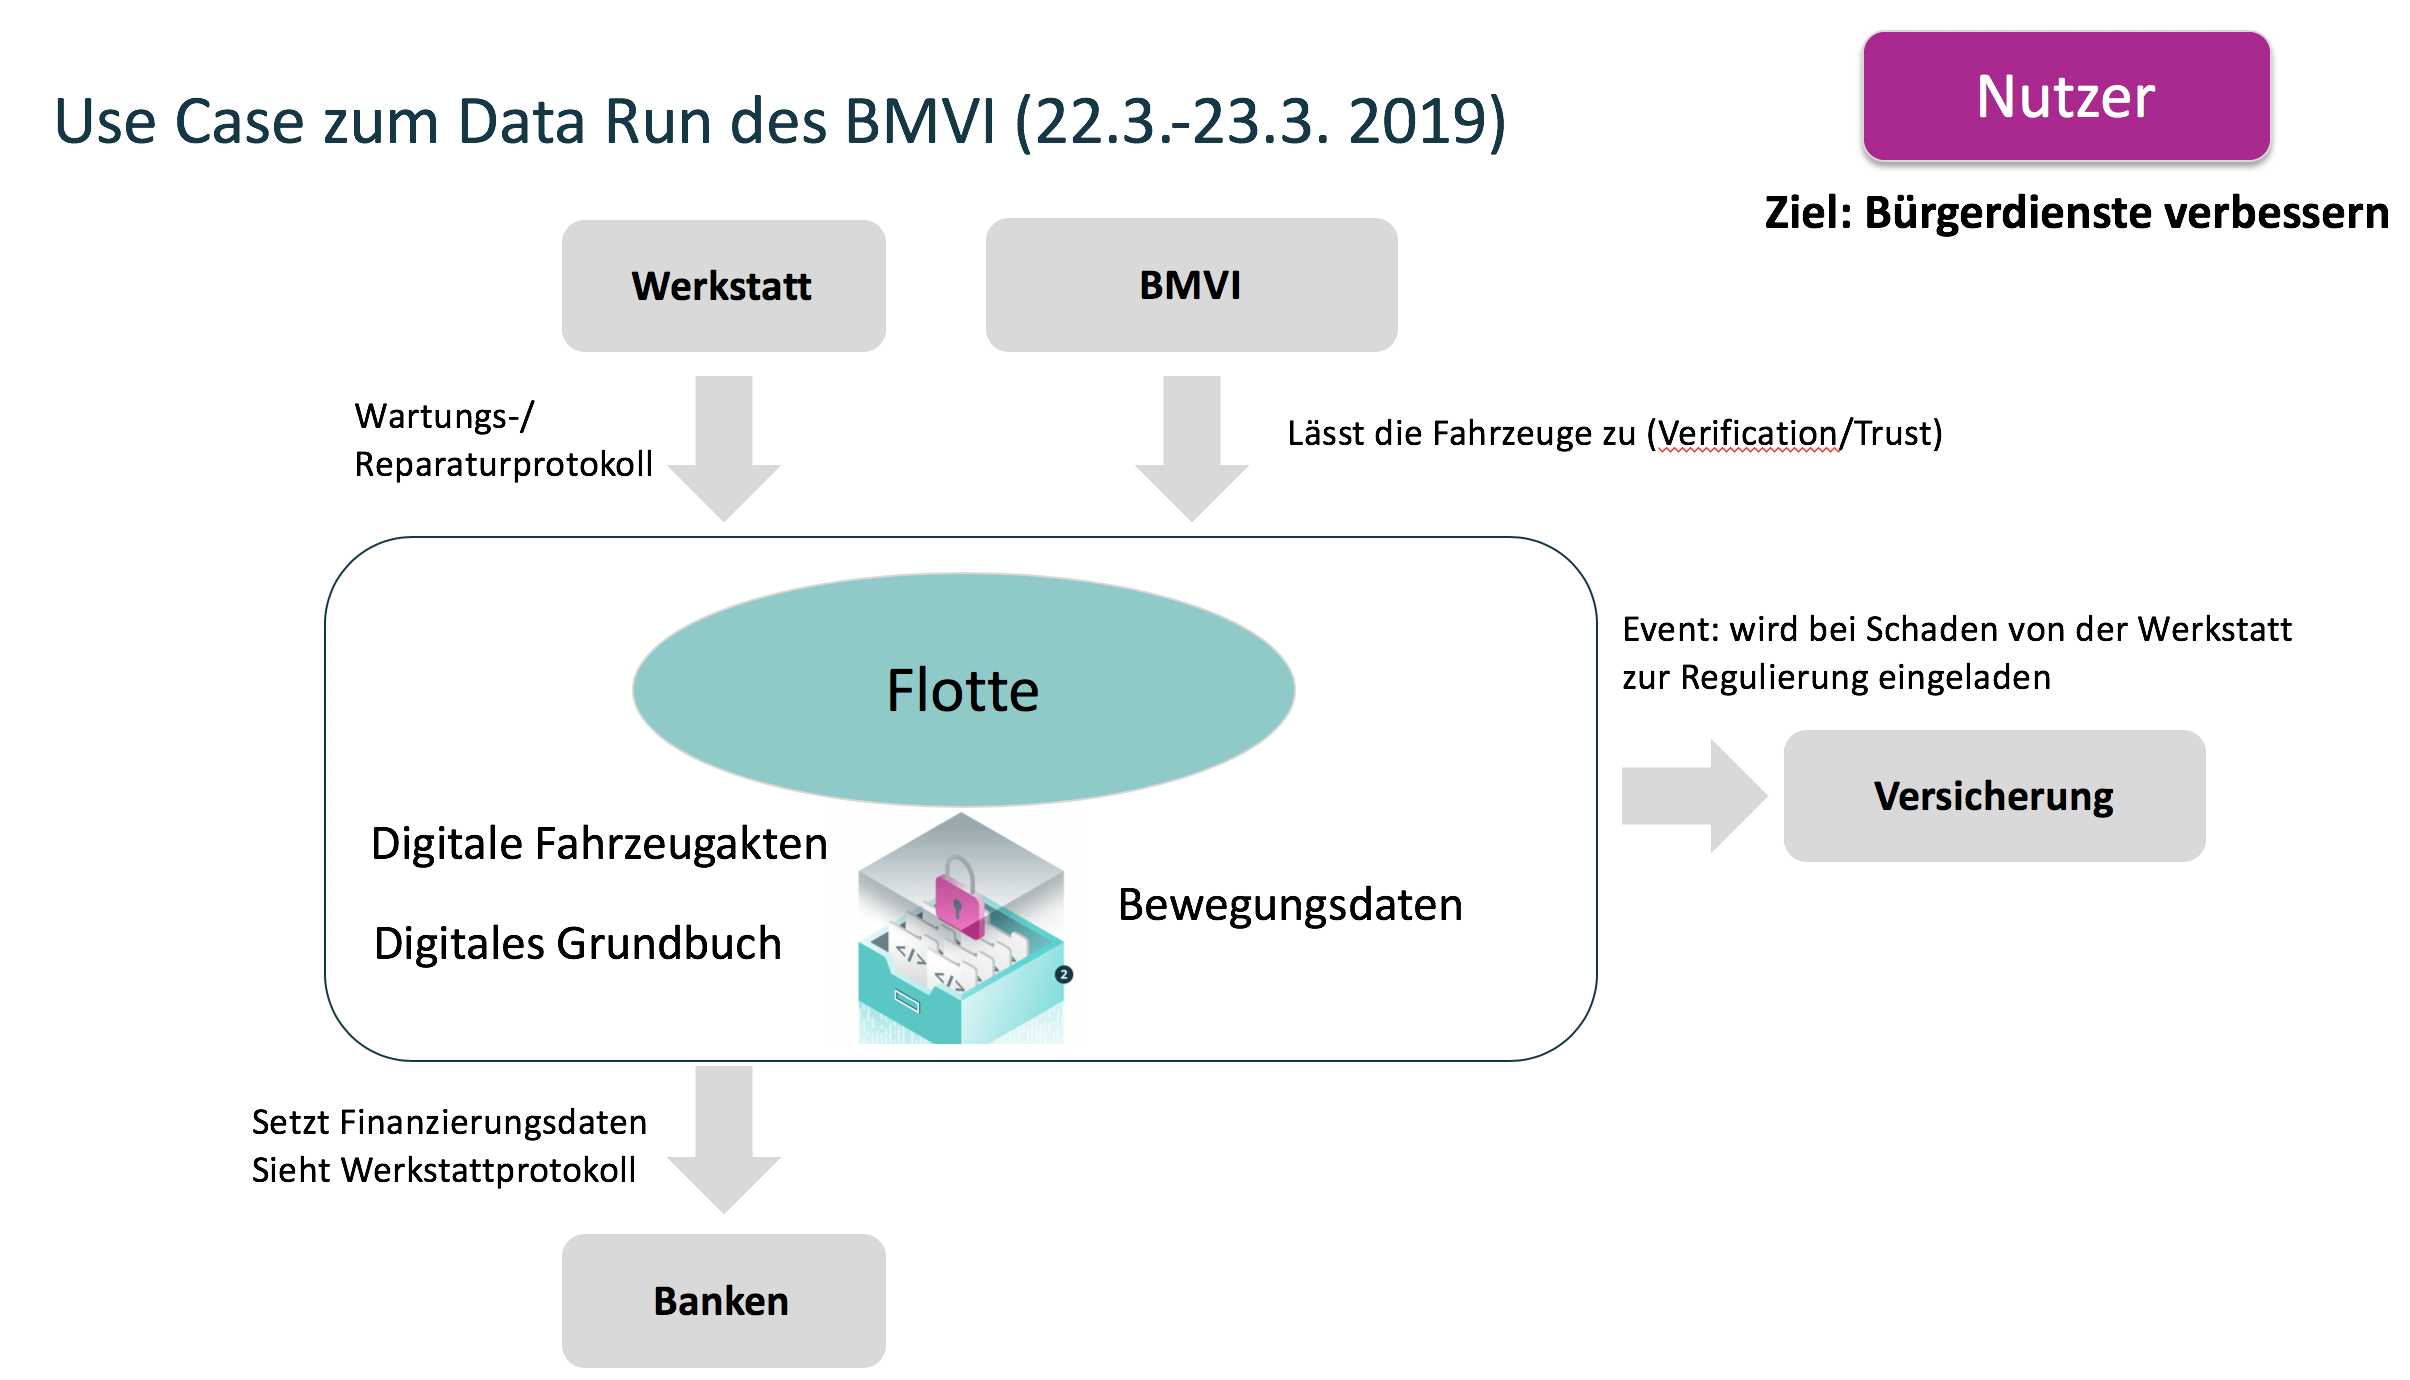 Nutzer
Use Case zum Data Run des BMVI (22.3.-23.3. 2019)
Ziel: Bürgerdienste verbessern
Werkstatt
BMVI
Wartungs-/
Reparaturprotokoll
Lässt die Fahrzeuge zu (Verification/Trust)
Flotte
Event: wird bei Schaden von der Werkstatt
zur Regulierung eingeladen
Versicherung
Digitale Fahrzeugakten
Digitales Grundbuch
</>
</>
2
Bewegungsdaten
Setzt Finanzierungsdaten
Sieht Werkstattprotokoll
Banken